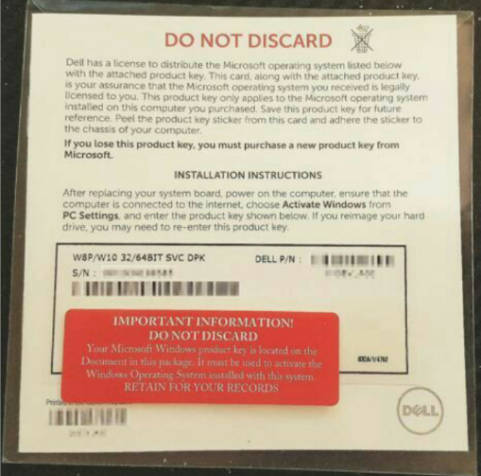 DO NOT DISCARD
Dell has a license to distribute the Microsoft operating system listed below
with the attached product key. This card, along with the attached product key,
is your assurance that the Microsoft operating system you received is legally
licensed to you. This product key only applies to the Microsoft operating system
installed on this computer you purchased. Save this product key for future
reference. Peel the product key sticker from this card and adhere the sticker to
the chassis of your computer.
If you lose this product key, you must purchase a new product key from
Microsoft.
INSTALLATION INSTRUCTIONS
After replacing your system board, power on the computer, ensure that the
computer is connected to the internet, choose Activate Windows from
PC Settings, and enter the product key shown below. If you reimage your hard
drive, you may need to re-enter this product key.
W8P/W10 32/64BIT SVC DPK DELL P/N :
S/N :
IMPORTANT INFORMATION!
DO NOT DISCARD
Your Microsoft Windows product key is located on the
Document in this package. It must be used to activate the
Windows Operating System installed with this system.
RETAIN FOR YOUR RECORDS
Printed
DELL